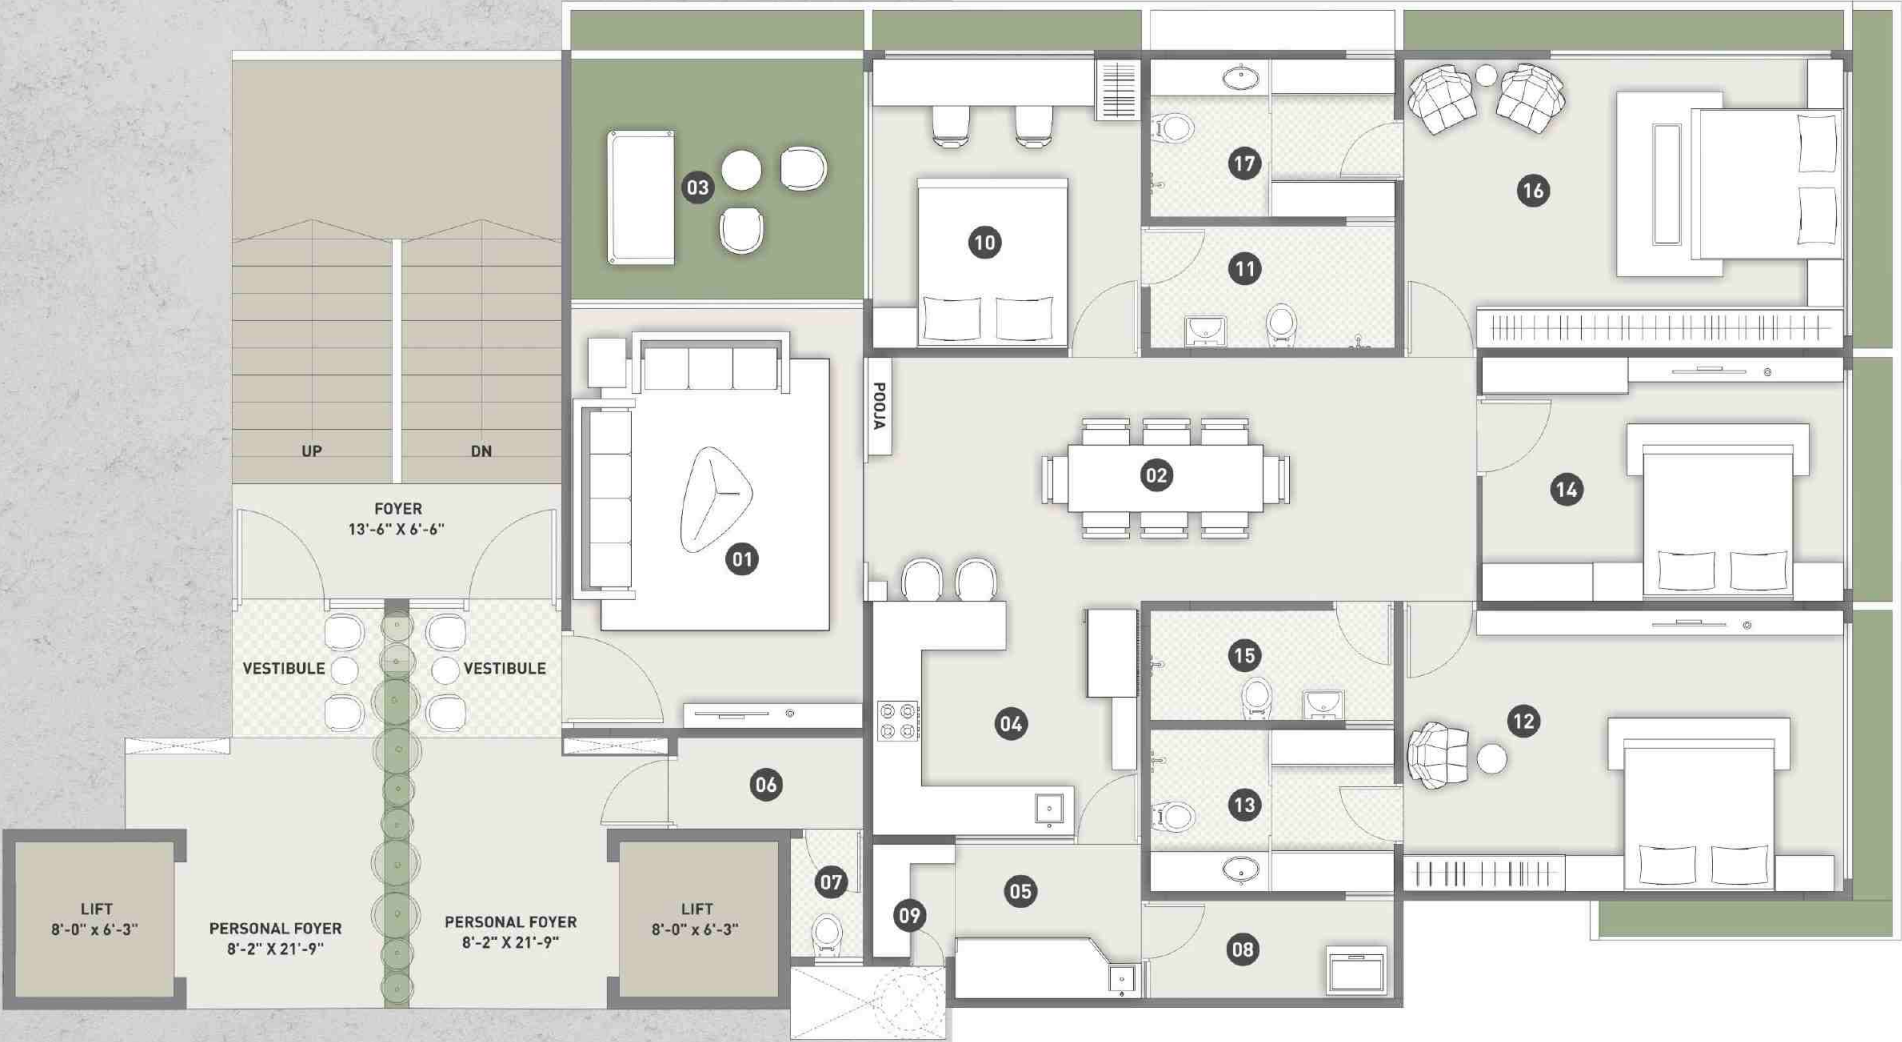 03
10
17
16
11
POOJA
UP
DN
02
14
FOYER
13'-6" X 6'-6"
01
VESTIBULE
VESTIBULE
15
04
12
06
13
07
05
LIFT
8'-0" x 6'-3"
PERSONAL FOYER
8'-2" X 21'-9"
PERSONAL FOYER
8'-2" X 21'-9"
LIFT
8'-0" x 6'-3"
09
08